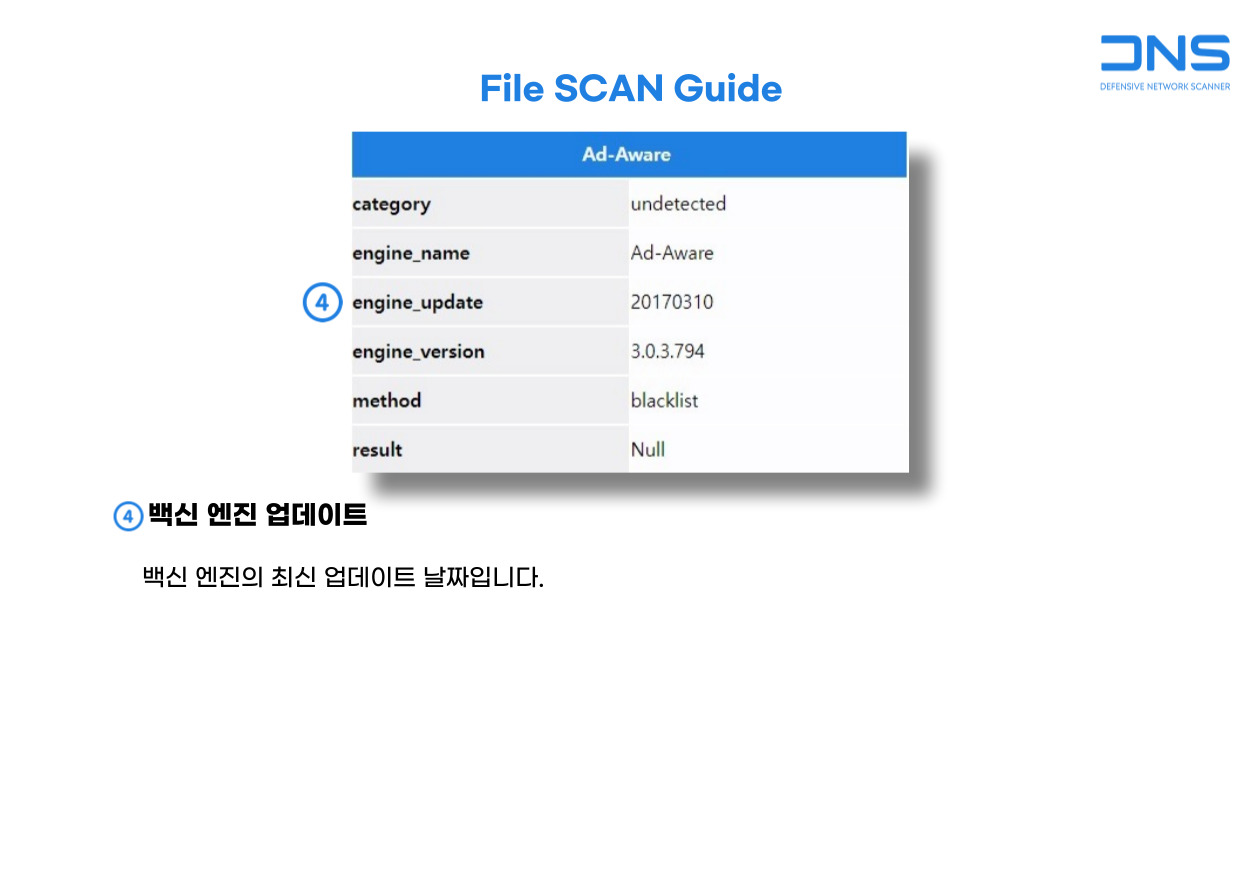 DNS
DEFENSIVE NETWORK SCANNER
File SCAN Guide
Ad-Aware
category undetected
engine_name Ad-Aware
4 engine_update 20170310
engine_version 3.0.3.794
method blacklist
result Null
4 백신 엔진 업데이트
백신 엔진의 최신 업데이트 날짜입니다.